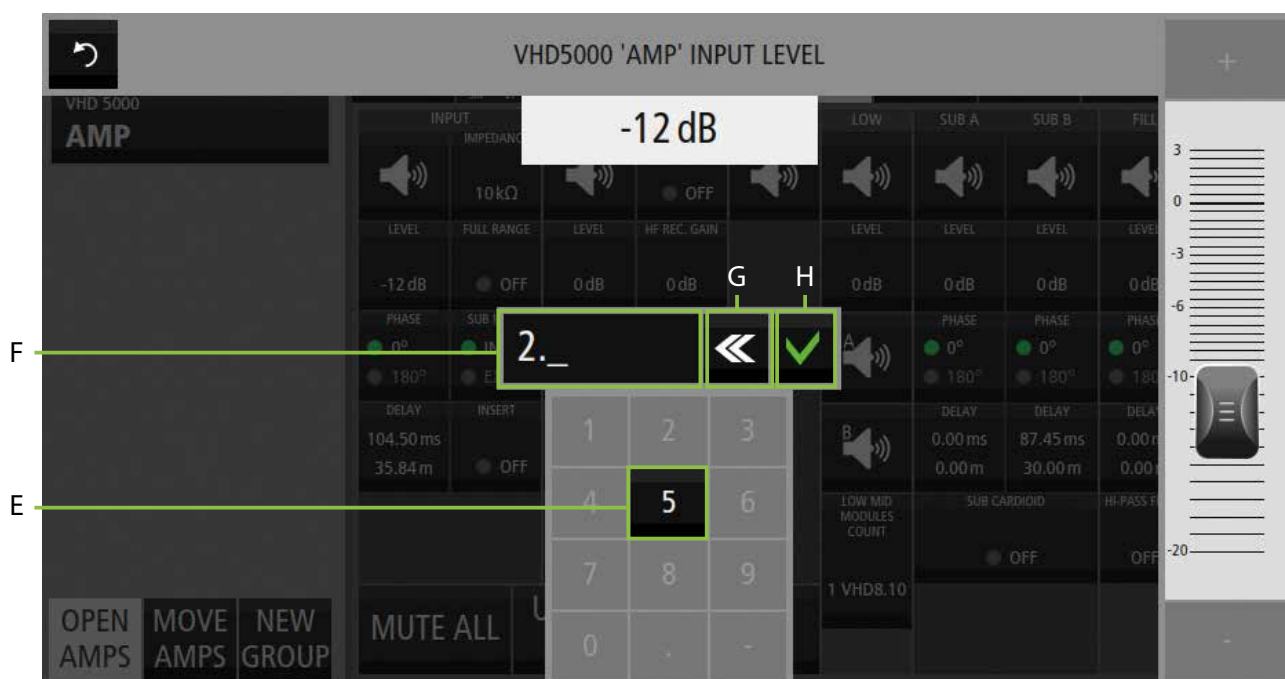 VHD5000 'AMP' INPUT LEVEL
+
VHD 5000
AMP
-12 dB
INPUT
LOW
SUB A
SUB B
FILL
10kΩ
OFF
3
0
-3
-6
-10
-20
LEVEL
FULL RANGE
LEVEL
HF REC. GAIN
LEVEL
LEVEL
LEVEL
-12 dB
OFF
0 dB
0 dB
0 dB
0 dB
0 dB
0 dB
G
H
F
2._
PHASE
PHASE
PHASE
0°
180°
A
0°
180°
0°
180°
0°
DELAY
104.50 ms
35.84 m
INSERT
OFF
1
2
3
B
DELAY
0.00 ms
0.00 m
DELAY
87.45 ms
30.00 m
E
4
5
6
LOW MID
MODULES
COUNT
1 VHD8.10
SUB CARDIOID
OFF
HI-PASS
OFF
7
8
9
0
.
-
OPEN
AMPS
MOVE
AMPS
NEW
GROUP
MUTE ALL
-